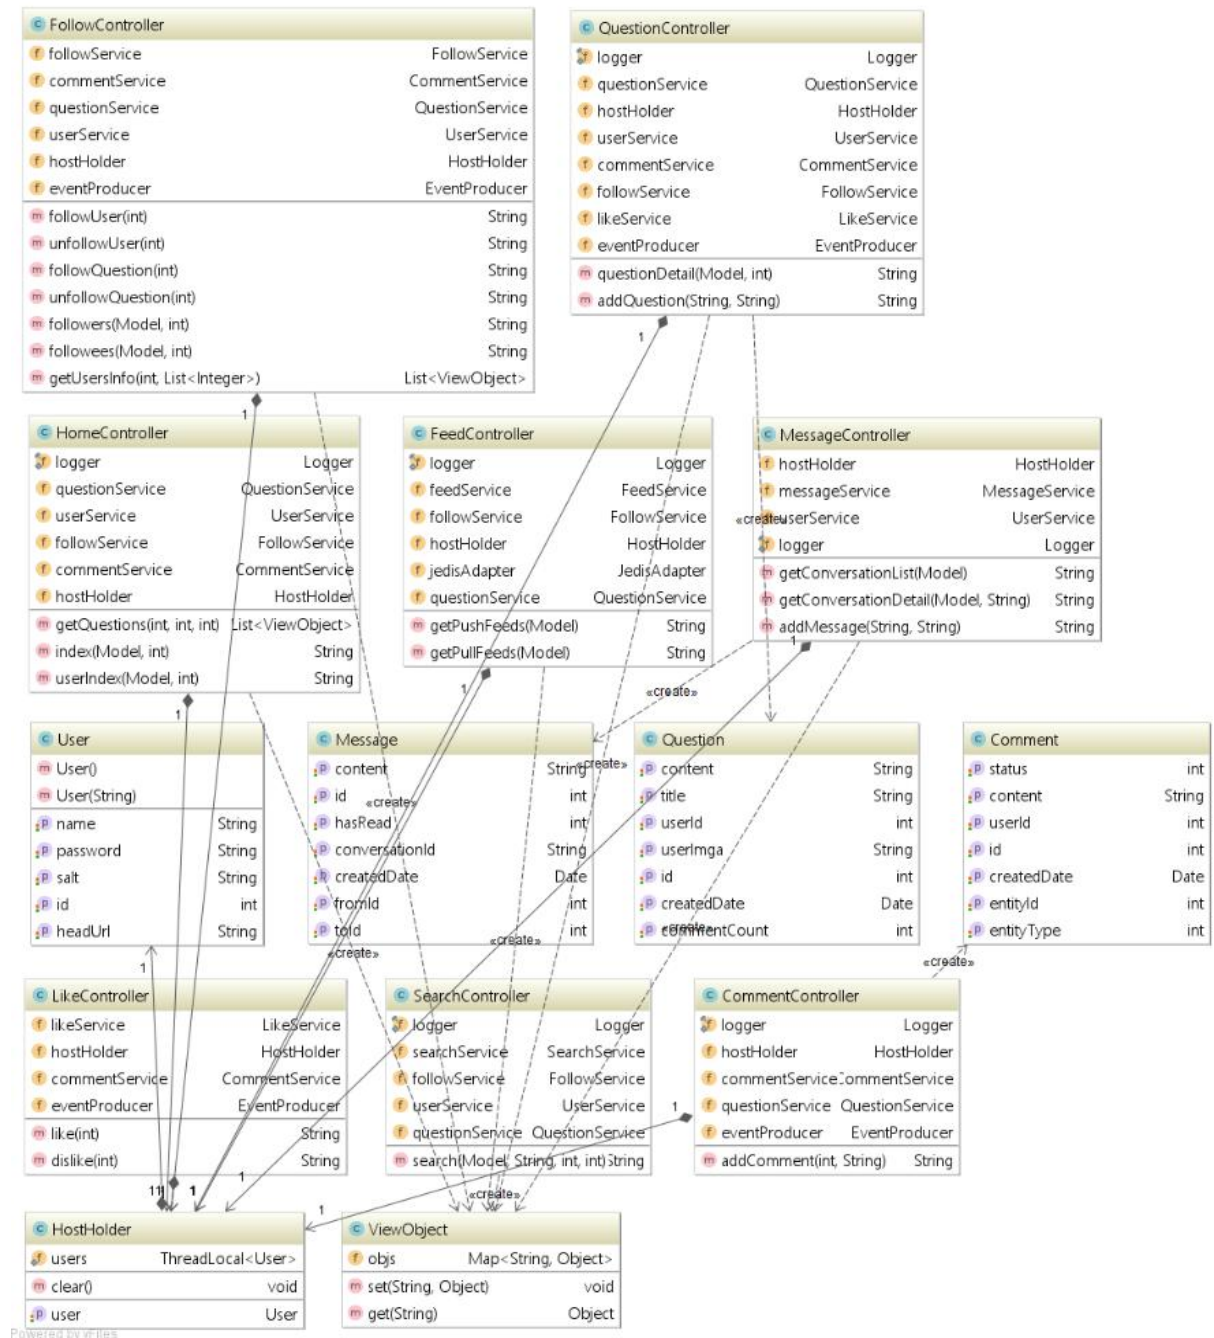 FollowController
followService FollowService
commentService CommentService
questionService QuestionService
userService UserService
hostHolder HostHolder
eventProducer EventProducer
followUser(int) String
unfollowUser(int) String
followQuestion(int) String
unfollowQuestion(int) String
followers(Model, int) String
followees(Model, int) String
getUsersInfo(int, List<Integer>) List<ViewObject>
1
QuestionController
logger Logger
questionService QuestionService
hostHolder HostHolder
userService UserService
commentService CommentService
followService FollowService
likeService LikeService
eventProducer EventProducer
questionDetail(Model, int) String
addQuestion(String, String) String
1
HomeController
logger Logger
questionService QuestionService
userService UserService
followService FollowService
commentService CommentService
hostHolder HostHolder
getQuestions(int, int, int) List<ViewObject>
index(Model, int) String
userIndex(Model, int) String
1
FeedController
logger Logger
feedService FeedService
followService FollowService
hostHolder HostHolder
jedisAdapter JedisAdapter
questionService QuestionService
getPushFeeds(Model) String
getPullFeeds(Model) String
1
MessageController
hostHolder HostHolder
messageService MessageService
«create»
userService UserService
logger Logger
getConversationList(Model) String
getConversationDetail(Model, String) String
addMessage(String, String) String
1
«create»
User
User()
User(String)
name String
password String
salt String
id int
headUrl String
1
Message
content String
id int
hasRead int
conversationId String
createdDate Date
fromId int
toId int
«create»
«create»
«create»
«create»
Question
content String
title String
userId int
userImga String
id int
createdDate Date
commentCount int
«create»
Comment
status int
content String
userId int
id int
createdDate Date
entityId int
entityType int
«create»
LikeController
likeService LikeService
hostHolder HostHolder
commentService CommentService
eventProducer EventProducer
like(int) String
dislike(int) String
SearchController
logger Logger
searchService SearchService
followService FollowService
userService UserService
questionService QuestionService
search(Model, String, int, int) String
«create»
CommentController
logger Logger
hostHolder HostHolder
commentService CommentService
questionService QuestionService
eventProducer EventProducer
addComment(int, String) String
1
1
1
1
HostHolder
users ThreadLocal<User>
clear() void
user User
ViewObject
objs Map<String, Object>
set(String, Object) void
get(String) Object
Powered by yFiles